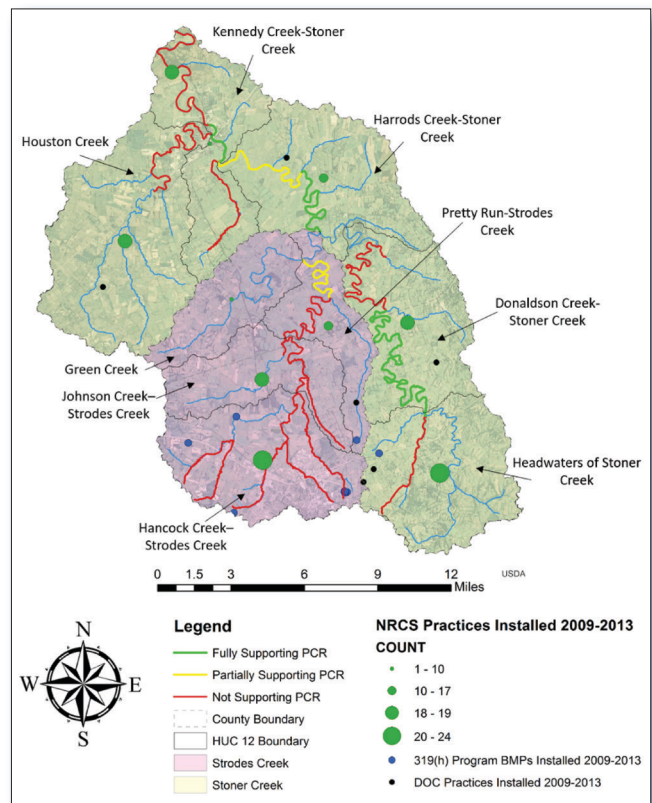 Kennedy Creek-Stoner
Creek
Harrods Creek-Stoner
Creek
Houston Creek
Pretty Run-Strodes
Creek
Donaldson Creek-
Stoner Creek
Green Creek
Johnson Creek–
Strodes Creek
Headwaters of Stoner
Creek
Hancock Creek–
Strodes Creek
0 1.5 3 6 9 12
Miles
USDA
N
W E
S
Legend
Fully Supporting PCR
Partially Supporting PCR
Not Supporting PCR
County Boundary
HUC 12 Boundary
Strodes Creek
Stoner Creek
NRCS Practices Installed 2009-2013
COUNT
1 - 10
10 - 17
18 - 19
20 - 24
319(h) Program BMPs Installed 2009-2013
DOC Practices Installed 2009-2013